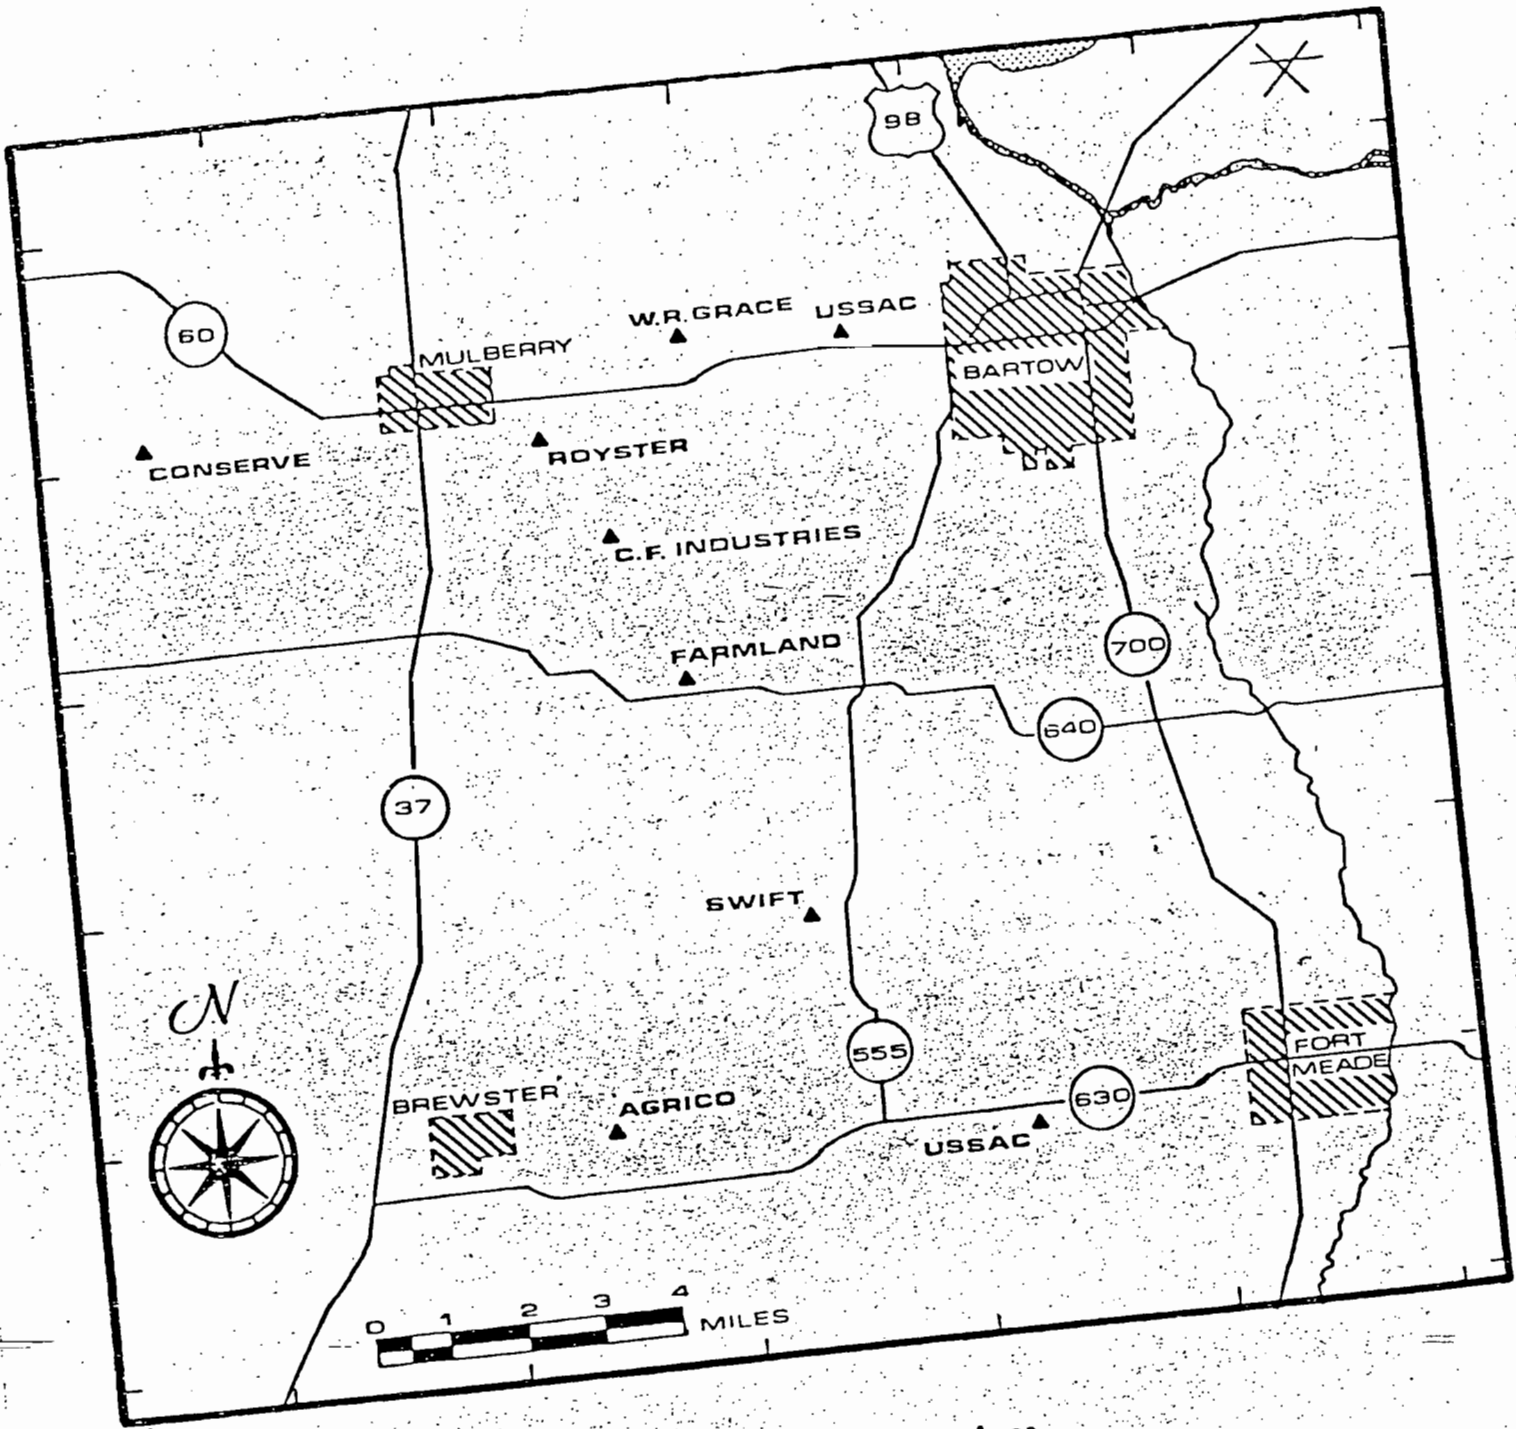 98
60
W.R. GRACE
USSAC
MULBERRY
BARTOW
CONSERVE
ROYSTER
C.F. INDUSTRIES
FARMLAND
700
640
37
SWIFT
N
555
FORT
MEADE
BREWSTER
AGRICO
630
USSAC
0 1 2 3 4
MILES